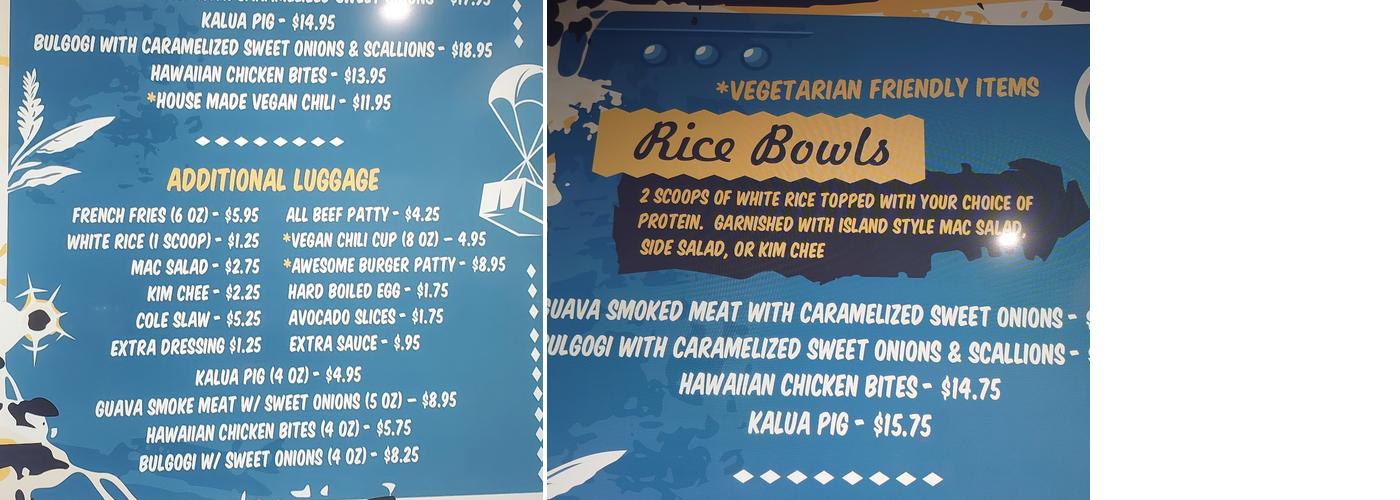 WITH CARAMELIZED SWEET ONIONS - $17.95
KALUA PIG - $14.95
BULGOGI WITH CARAMELIZED SWEET ONIONS & SCALLIONS - $18.95
HAWAIIAN CHICKEN BITES - $13.95
*HOUSE MADE VEGAN CHILI - $11.95
ADDITIONAL LUGGAGE
FRENCH FRIES (6 OZ) - $5.95
WHITE RICE (1 SCOOP) - $1.25
MAC SALAD - $2.75
KIM CHEE - $2.25
COLE SLAW - $5.25
EXTRA DRESSING $1.25
ALL BEEF PATTY - $4.25
*VEGAN CHILI CUP (8 OZ) – 4.95
*AWESOME BURGER PATTY - $8.95
HARD BOILED EGG - $1.75
AVOCADO SLICES - $1.75
EXTRA SAUCE - $.95
KALUA PIG (4 OZ) - $4.95
GUAVA SMOKE MEAT W/ SWEET ONIONS (5 OZ) – $8.95
HAWAIIAN CHICKEN BITES (4 OZ) - $5.75
BULGOGI W/ SWEET ONIONS (4 OZ) - $8.25
*VEGETARIAN FRIENDLY ITEMS
Rice Bowls
2 SCOOPS OF WHITE RICE TOPPED WITH YOUR CHOICE OF
PROTEIN. GARNISHED WITH ISLAND STYLE MAC SALAD,
SIDE SALAD, OR KIM CHEE
GUAVA SMOKED MEAT WITH CARAMELIZED SWEET ONIONS -
BULGOGI WITH CARAMELIZED SWEET ONIONS & SCALLIONS -
HAWAIIAN CHICKEN BITES - $14.75
KALUA PIG - $15.75